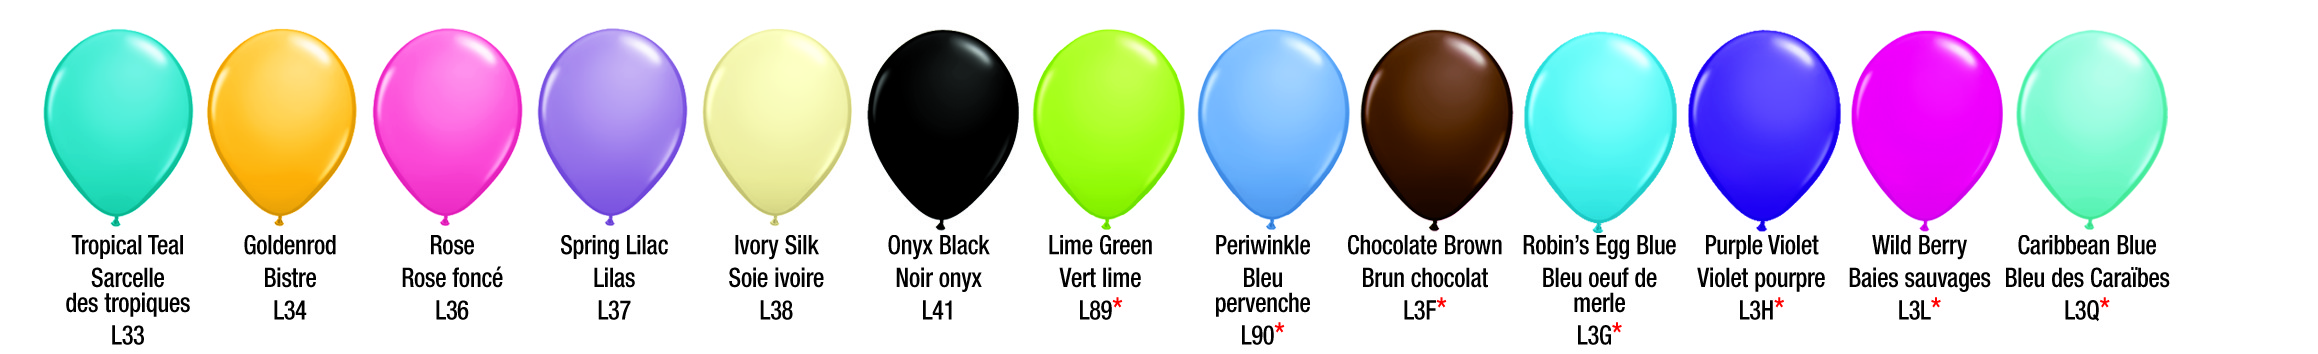 Tropical Teal
Sarcelle
des tropiques
L33
Goldenrod
Bistre
L34
Rose
Rose foncé
L36
Spring Lilac
Lilas
L37
Ivory Silk
Soie ivoire
L38
Onyx Black
Noir onyx
L41
Lime Green
Vert lime
L89*
Periwinkle
Bleu
pervenche
L90*
Chocolate Brown
Brun chocolat
L3F*
Robin's Egg Blue
Bleu oeuf de
merle
L3G*
Purple Violet
Violet pourpre
L3H*
Wild Berry
Baies sauvages
L3L*
Caribbean Blue
Bleu des Caraïbes
L3Q*